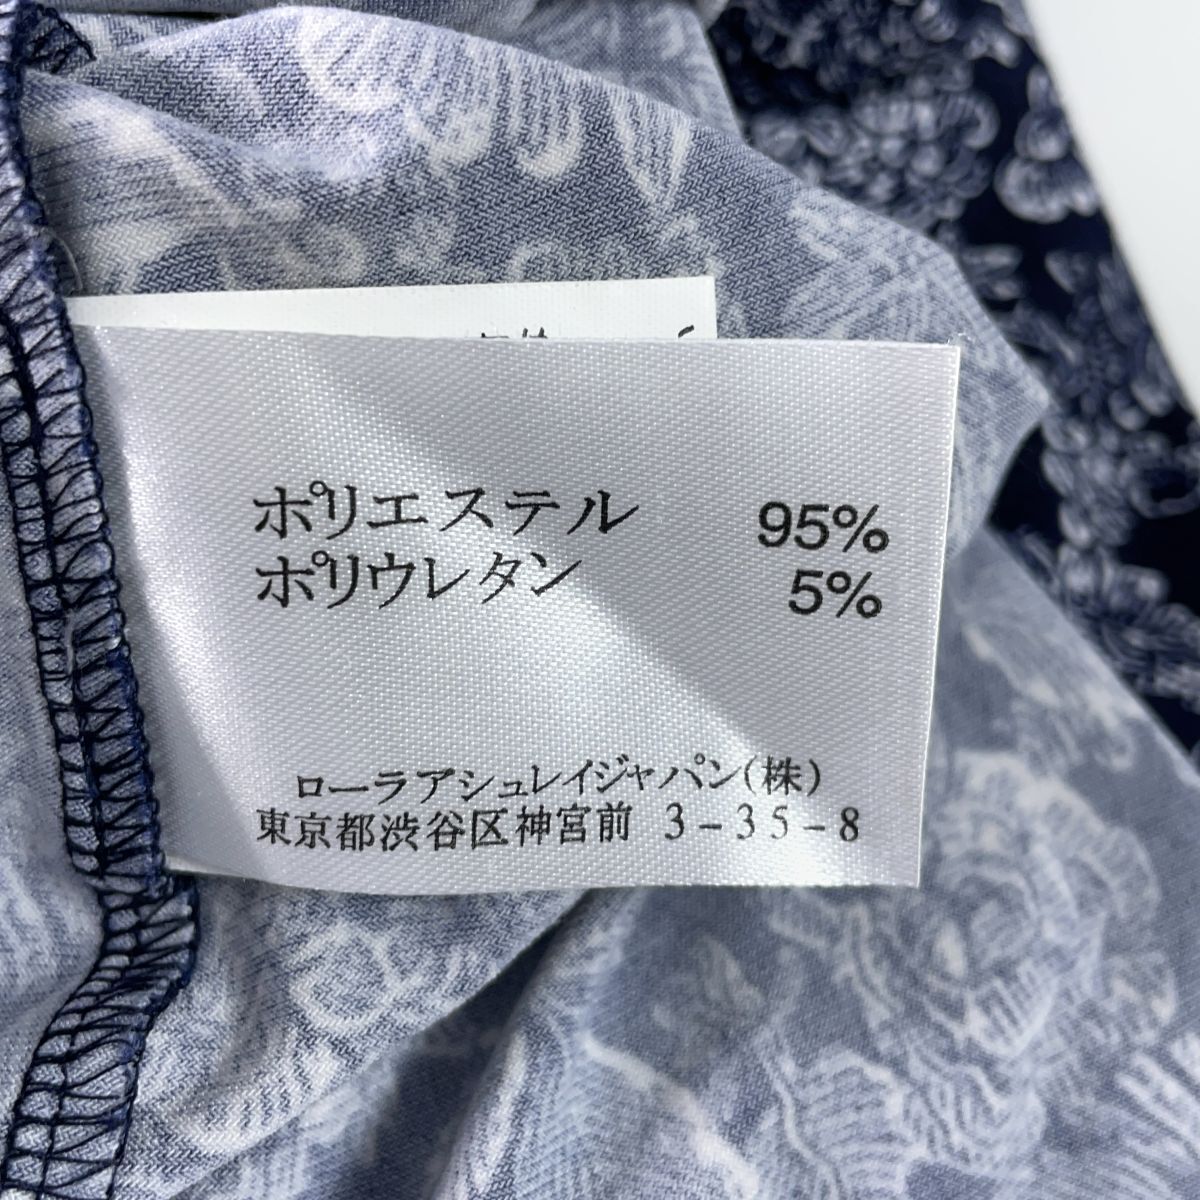 ポリエステル 95%
ポリウレタン 5%
ローラアシュレイジャパン(株)
東京都渋谷区神宮前 3-35-8